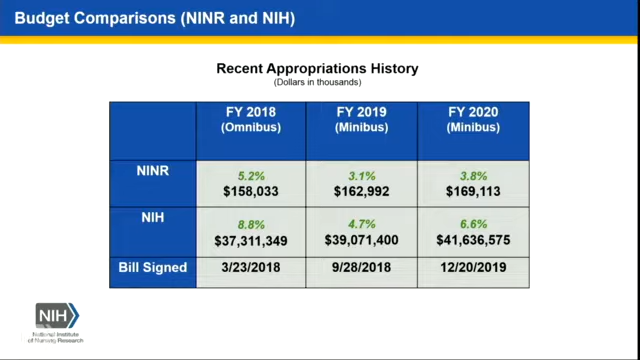 Budget Comparisons (NINR and NIH)
Recent Appropriations History
(Dollars in thousands)
FY 2018 FY 2019 FY 2020
(Omnibus) (Minibus) (Minibus)
NINR 5.2% 3.1% 3.8%
$158,033 $162,992 $169,113
NIH 8.8% 4.7% 6.6%
$37,311,349 $39,071,400 $41,636,575
Bill Signed 3/23/2018 9/28/2018 12/20/2019
NIH
National Institute
of Nursing Research